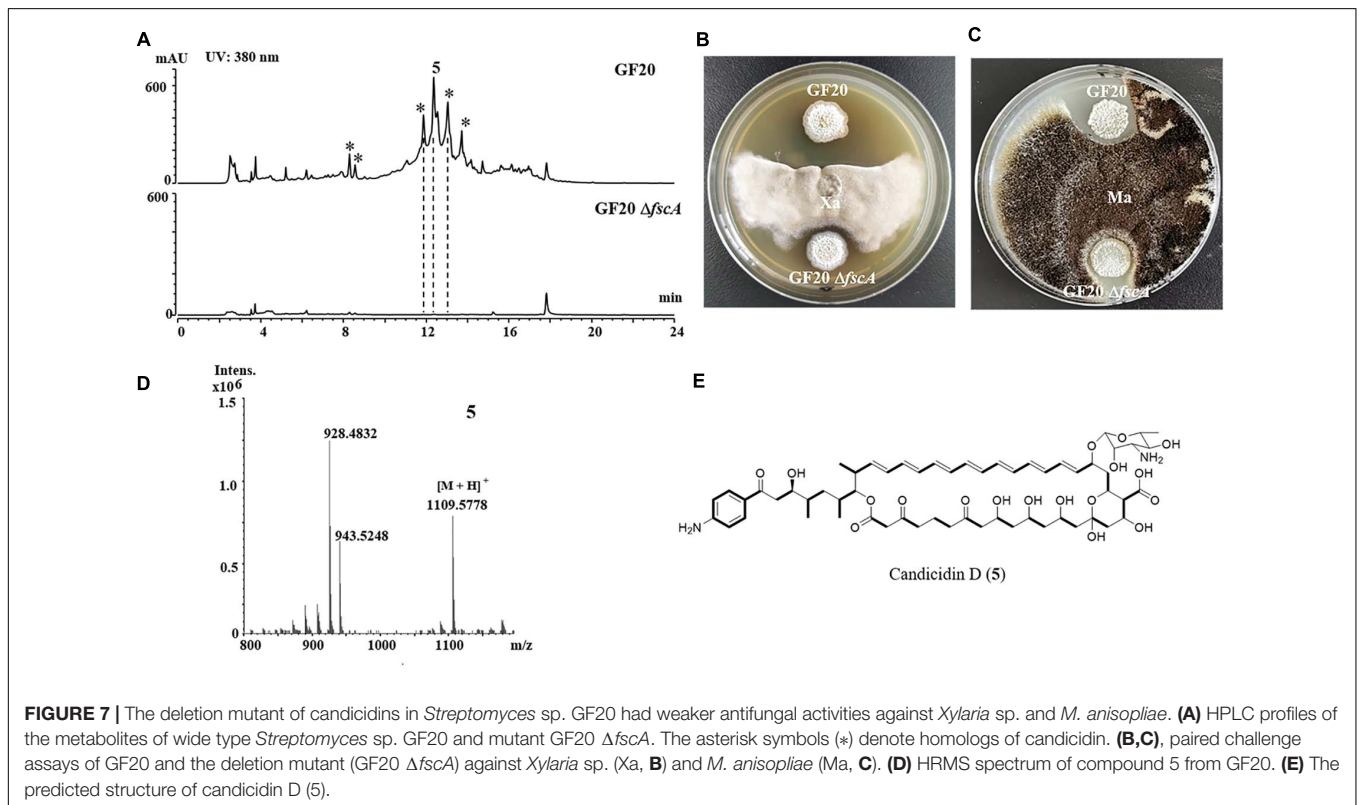 A
mAU UV: 380 nm
GF20
5
* * * * *
600
0
600
GF20 ΔfscA
min
0
0 4 8 12 16 20 24
B
GF20
Xa
GF20 ΔfscA
C
GF20
Ma
GF20 ΔfscA
D
Intens.
x10⁶
5
1.5
928.4832
1.0
[M + H]⁺
1109.5778
943.5248
0.5
0
800 900 1000 1100 m/z
E
O OH
H₂N
O
O O O OH OH OH
O O OH
OH NH₂
OH
O O
OH OH
Candicidin D (5)
FIGURE 7 | The deletion mutant of candicidins in Streptomyces sp. GF20 had weaker antifungal activities against Xylaria sp. and M. anisopliae. (A) HPLC profiles of
the metabolites of wide type Streptomyces sp. GF20 and mutant GF20 ΔfscA. The asterisk symbols (∗) denote homologs of candicidin. (B,C), paired challenge
assays of GF20 and the deletion mutant (GF20 ΔfscA) against Xylaria sp. (Xa, B) and M. anisopliae (Ma, C). (D) HRMS spectrum of compound 5 from GF20. (E) The
predicted structure of candicidin D (5).